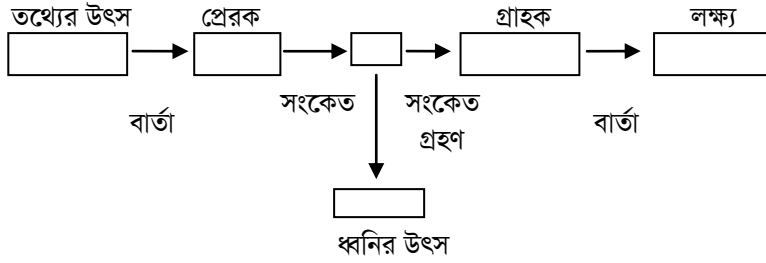 তথ্যের উৎস প্রেরক গ্রাহক লক্ষ্য
বার্তা সংকেত সংকেত গ্রহণ বার্তা
ধ্বনির উৎস